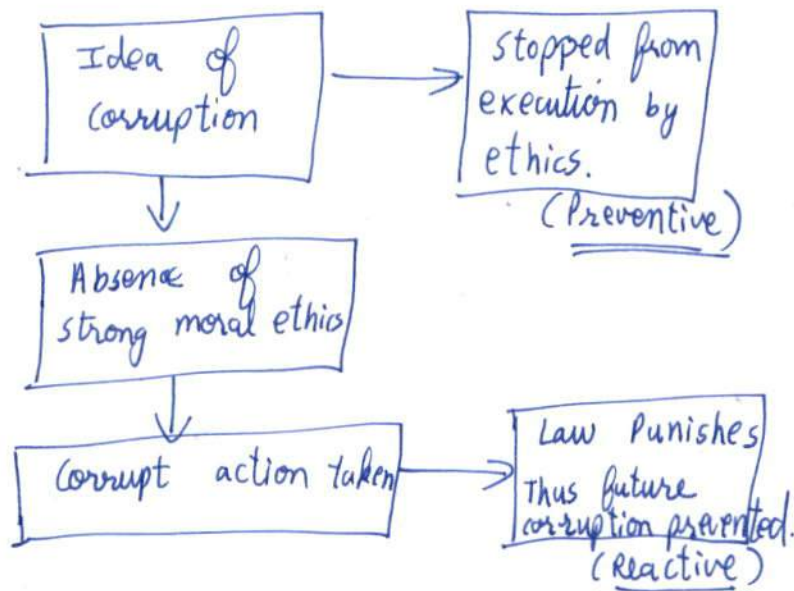 Idea of
corruption
stopped from
execution by
ethics.
(Preventive)
Absence of
strong moral ethics
Corrupt action taken
Law Punishes
Thus future
corruption prevented.
(Reactive)